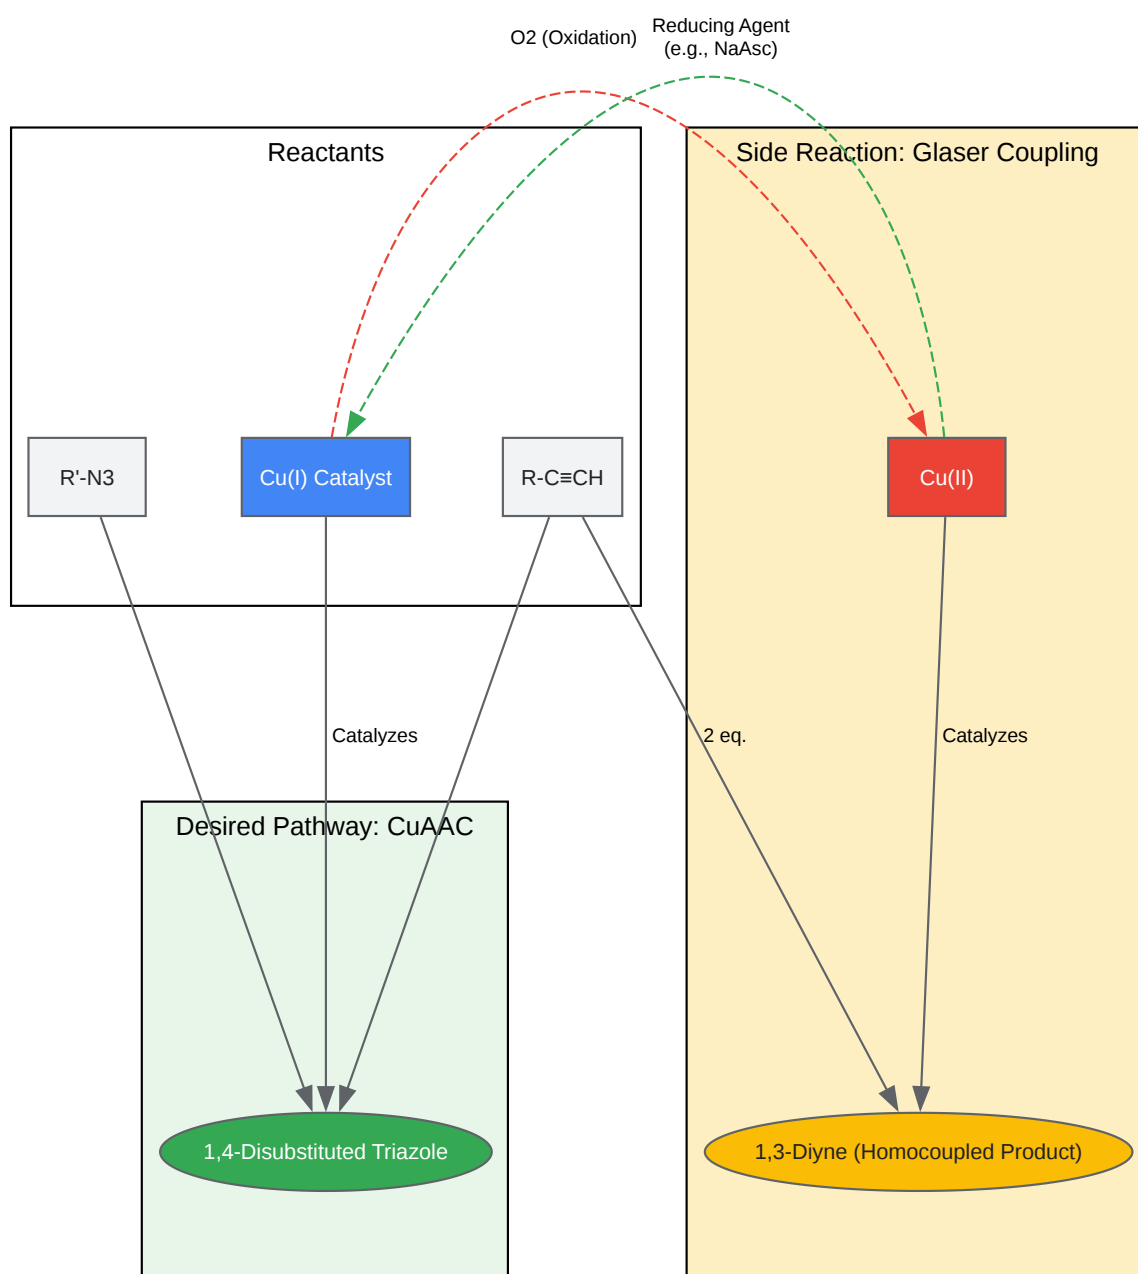 O2 (Oxidation)
Reducing Agent
(e.g., NaAsc)
Reactants
Side Reaction: Glaser Coupling
R'-N3
Cu(I) Catalyst
R-C≡CH
Cu(II)
Catalyzes
2 eq.
Catalyzes
Desired Pathway: CuAAC
1,4-Disubstituted Triazole
1,3-Diyne (Homocoupled Product)